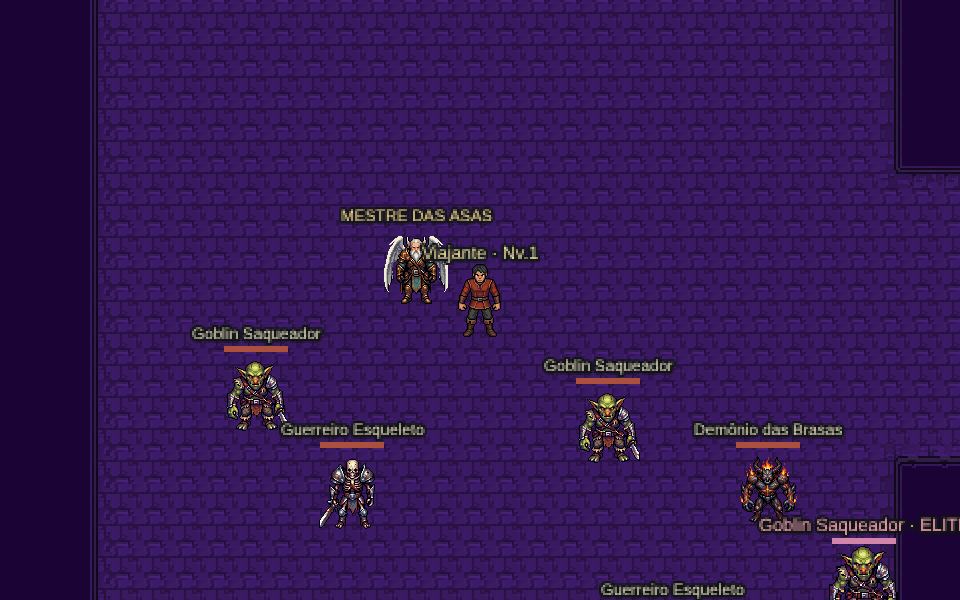 MESTRE DAS ASAS
Viajante · Nv.1
Goblin Saqueador
Goblin Saqueador
Guerreiro Esqueleto
Demônio das Brasas
Goblin Saqueador · ELIT
Guerreiro Esqueleto